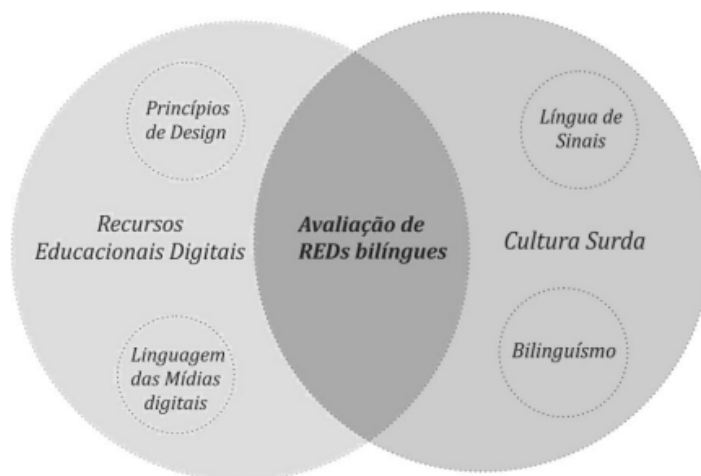 Princípios
de Design
Recursos
Educacionais Digitais
Linguagem
das Mídias
digitais
Avaliação de
REDs bilíngues
Língua de
Sinais
Cultura Surda
Bilinguísmo